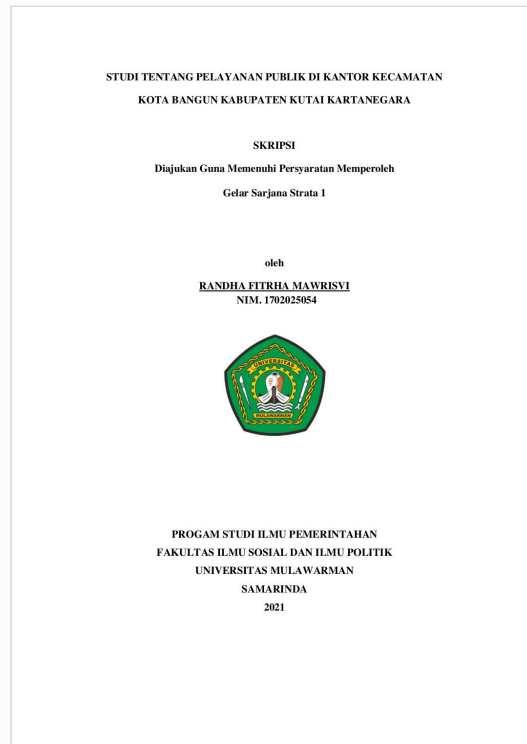 STUDI TENTANG PELAYANAN PUBLIK DI KANTOR KECAMATAN
KOTA BANGUN KABUPATEN KUTAI KARTANEGARA
SKRIPSI
Diajukan Guna Memenuhi Persyaratan Memperoleh
Gelar Sarjana Strata 1
oleh
RANDHA FITRHA MAWRISVI
NIM. 1702025054
UNIVERSITAS
MULAWARMAN
PROGAM STUDI ILMU PEMERINTAHAN
FAKULTAS ILMU SOSIAL DAN ILMU POLITIK
UNIVERSITAS MULAWARMAN
SAMARINDA
2021